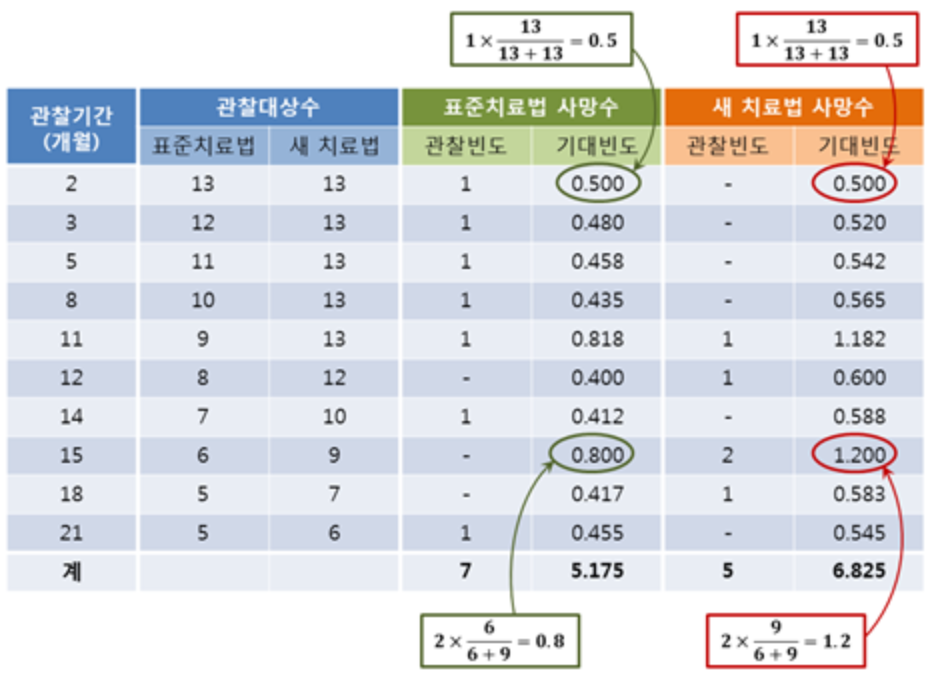 1 × 13/(13 + 13) = 0.5 1 × 13/(13 + 13) = 0.5
관찰기간 (개월) 관찰대상수 표준치료법 사망수 새 치료법 사망수
표준치료법 새 치료법 관찰빈도 기대빈도 관찰빈도 기대빈도
2 13 13 1 0.500 - 0.500
3 12 13 1 0.480 - 0.520
5 11 13 1 0.458 - 0.542
8 10 13 1 0.435 - 0.565
11 9 13 1 0.818 1 1.182
12 8 12 - 0.400 1 0.600
14 7 10 1 0.412 - 0.588
15 6 9 - 0.800 2 1.200
18 5 7 - 0.417 1 0.583
21 5 6 1 0.455 - 0.545
계 7 5.175 5 6.825
2 × 6/(6 + 9) = 0.8 2 × 9/(6 + 9) = 1.2